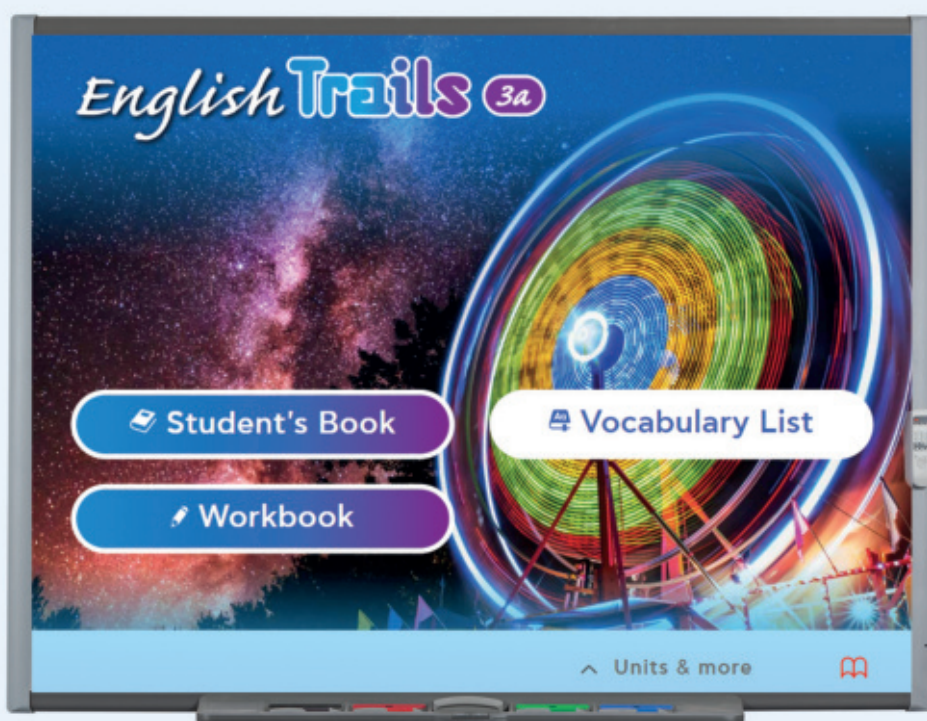 English Trails 3a
Student's Book
Vocabulary List
Workbook
Units & more